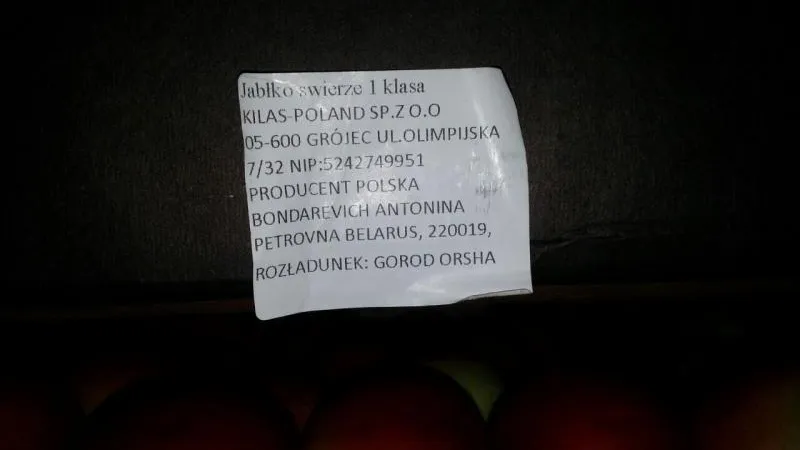 Jabłko swierze 1 klasa
KILAS-POLAND SP.Z O.O
05-600 GRÓJEC UL.OLIMPIJSKA
7/32 NIP:5242749951
PRODUCENT POLSKA
BONDAREVICH ANTONINA
PETROVNA BELARUS, 220019,
ROZŁADUNEK: GOROD ORSHA